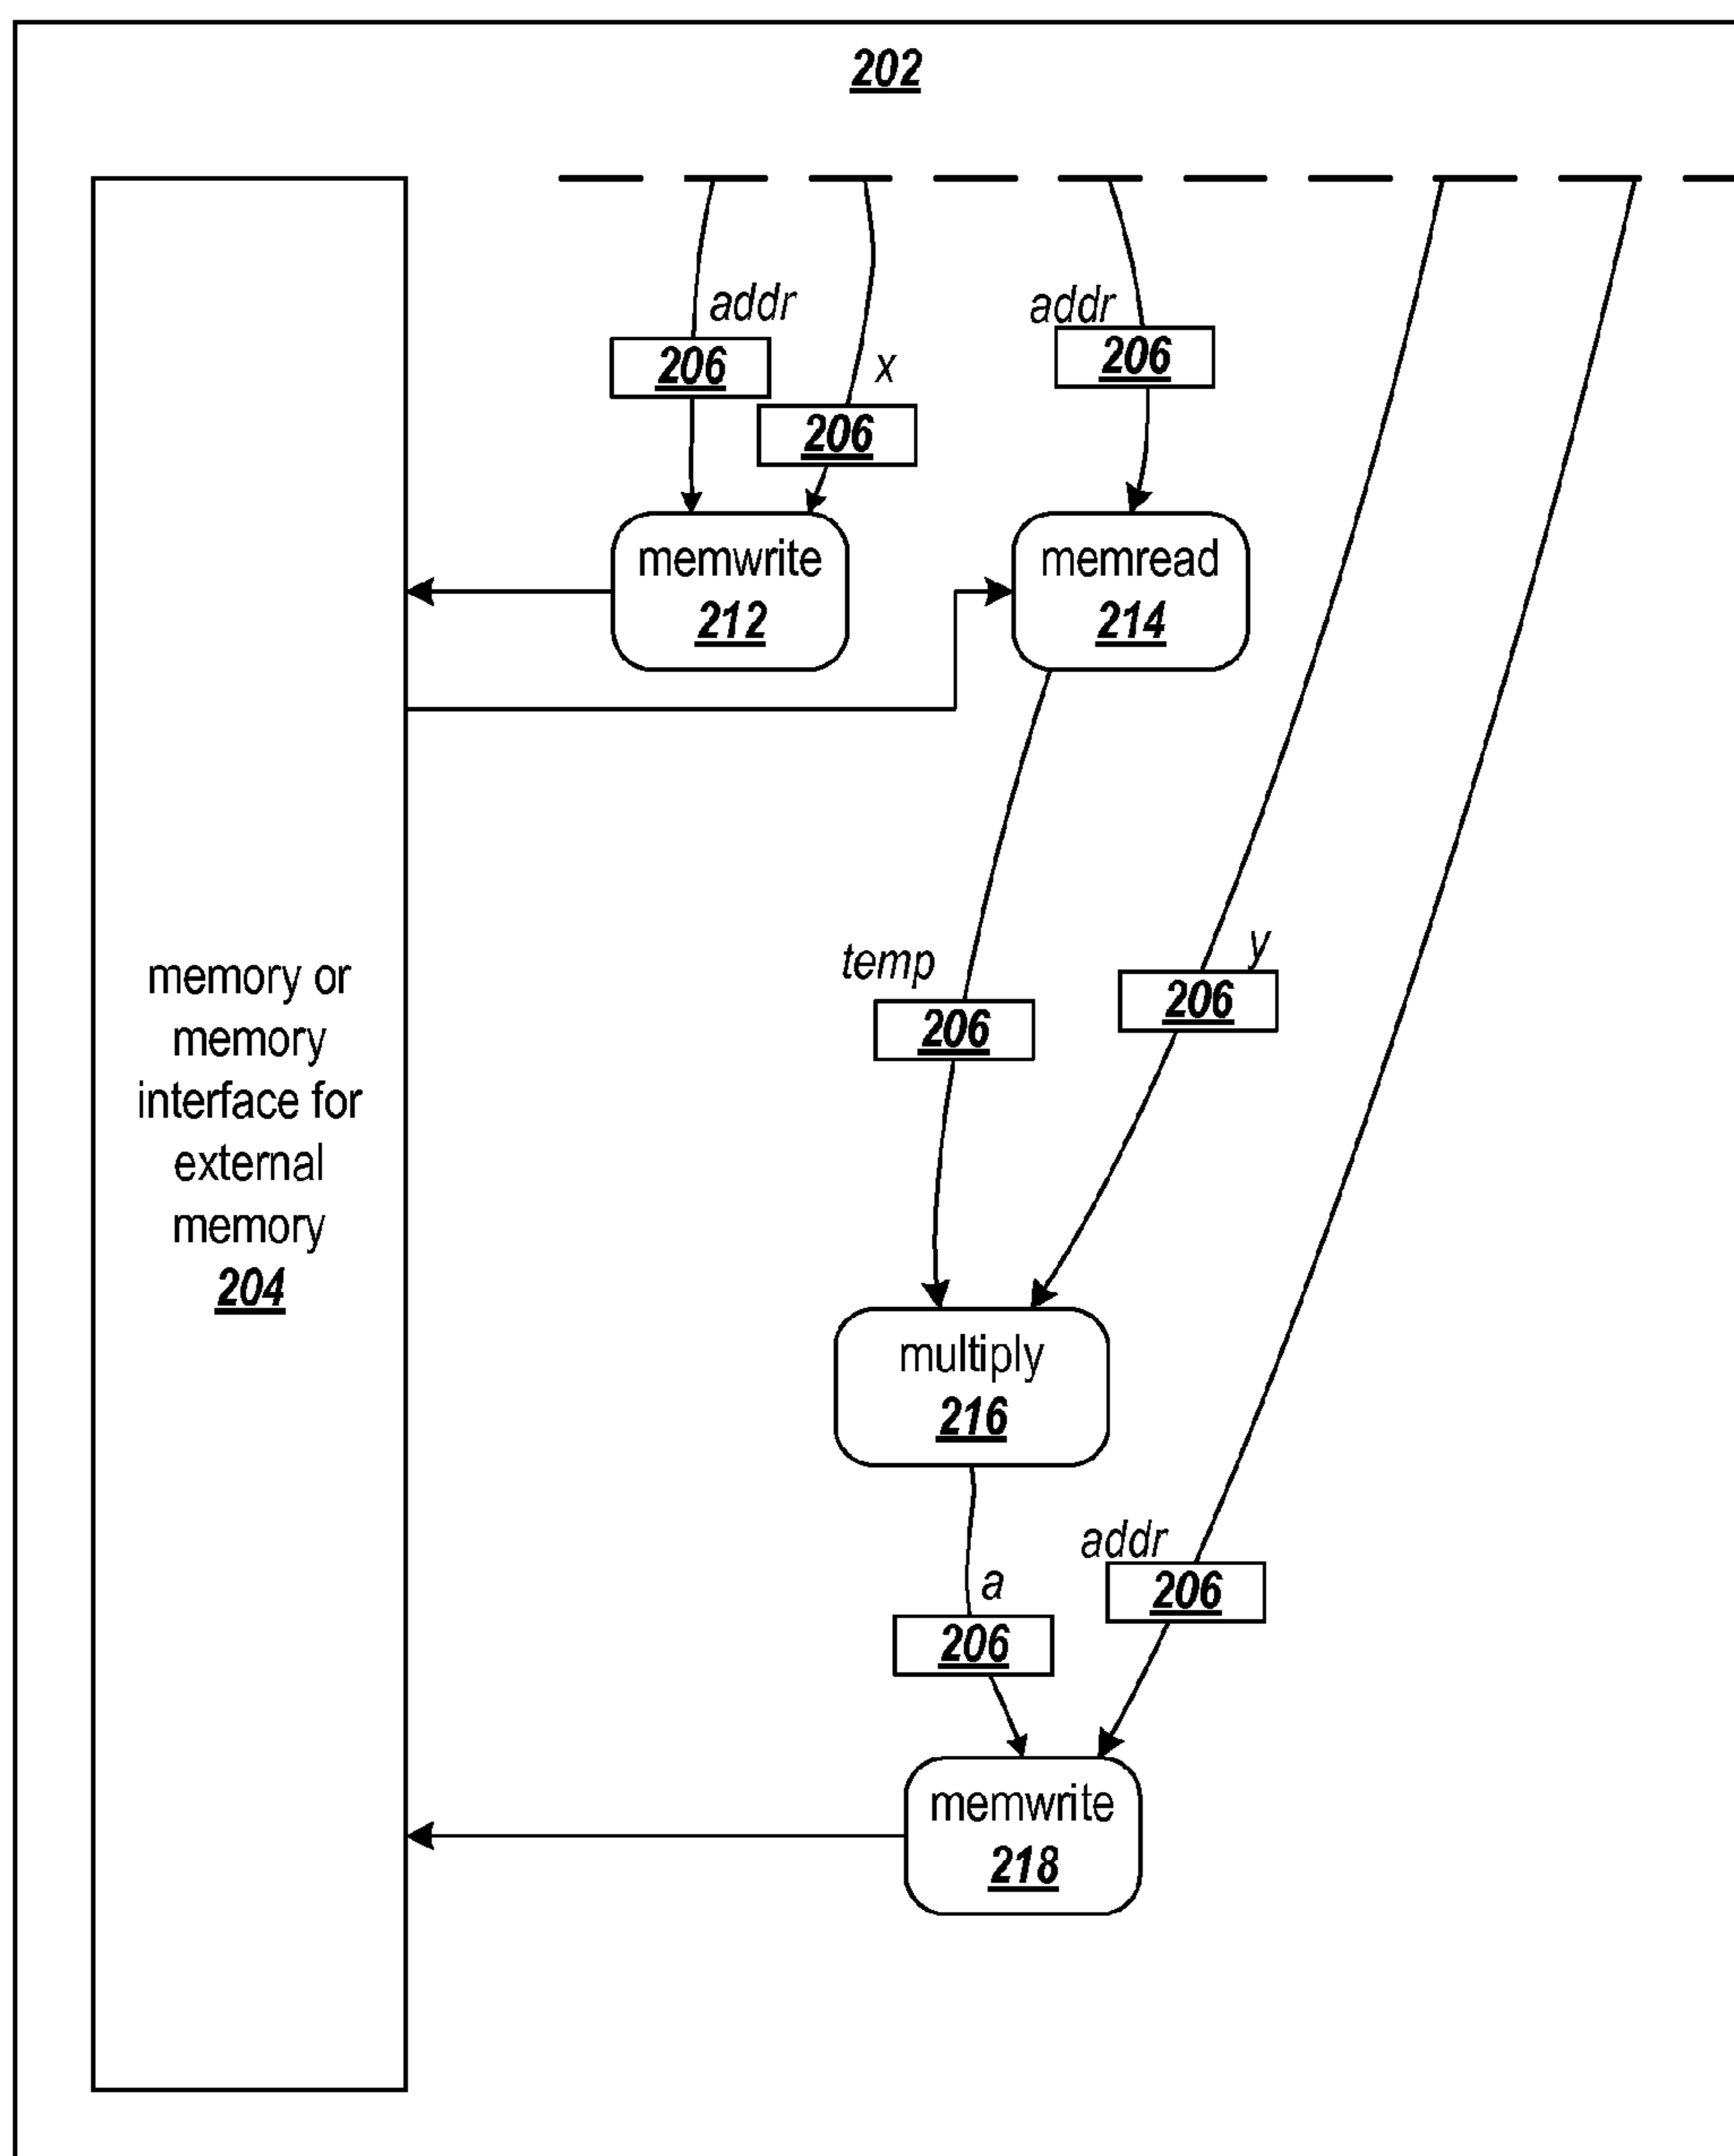 202
addr
addr
206
206
x
206
memwrite
212
memread
214
temp
y
206
206
memory or
memory
interface for
external
memory
204
multiply
216
addr
a
206
206
memwrite
218